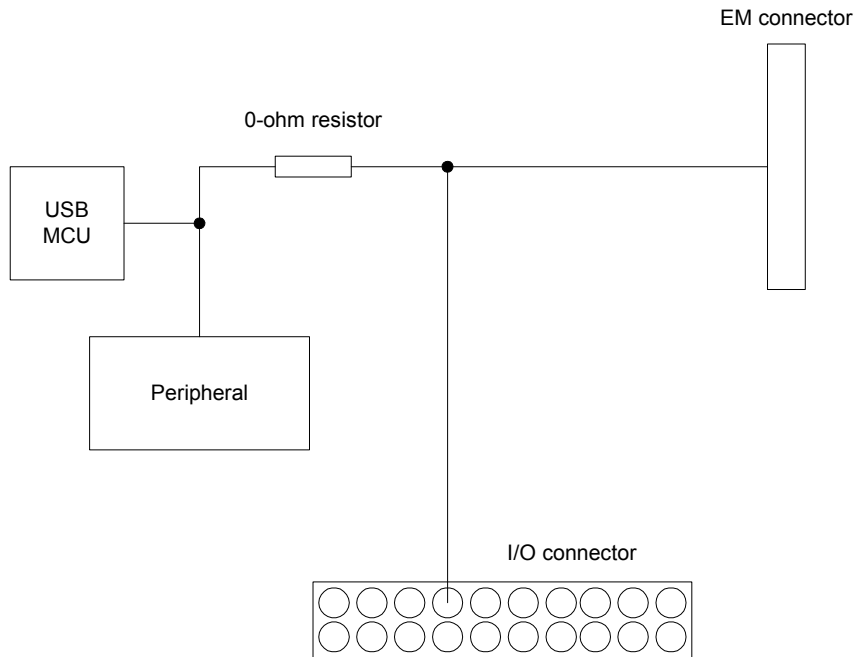 EM connector
0-ohm resistor
USB
MCU
Peripheral
I/O connector